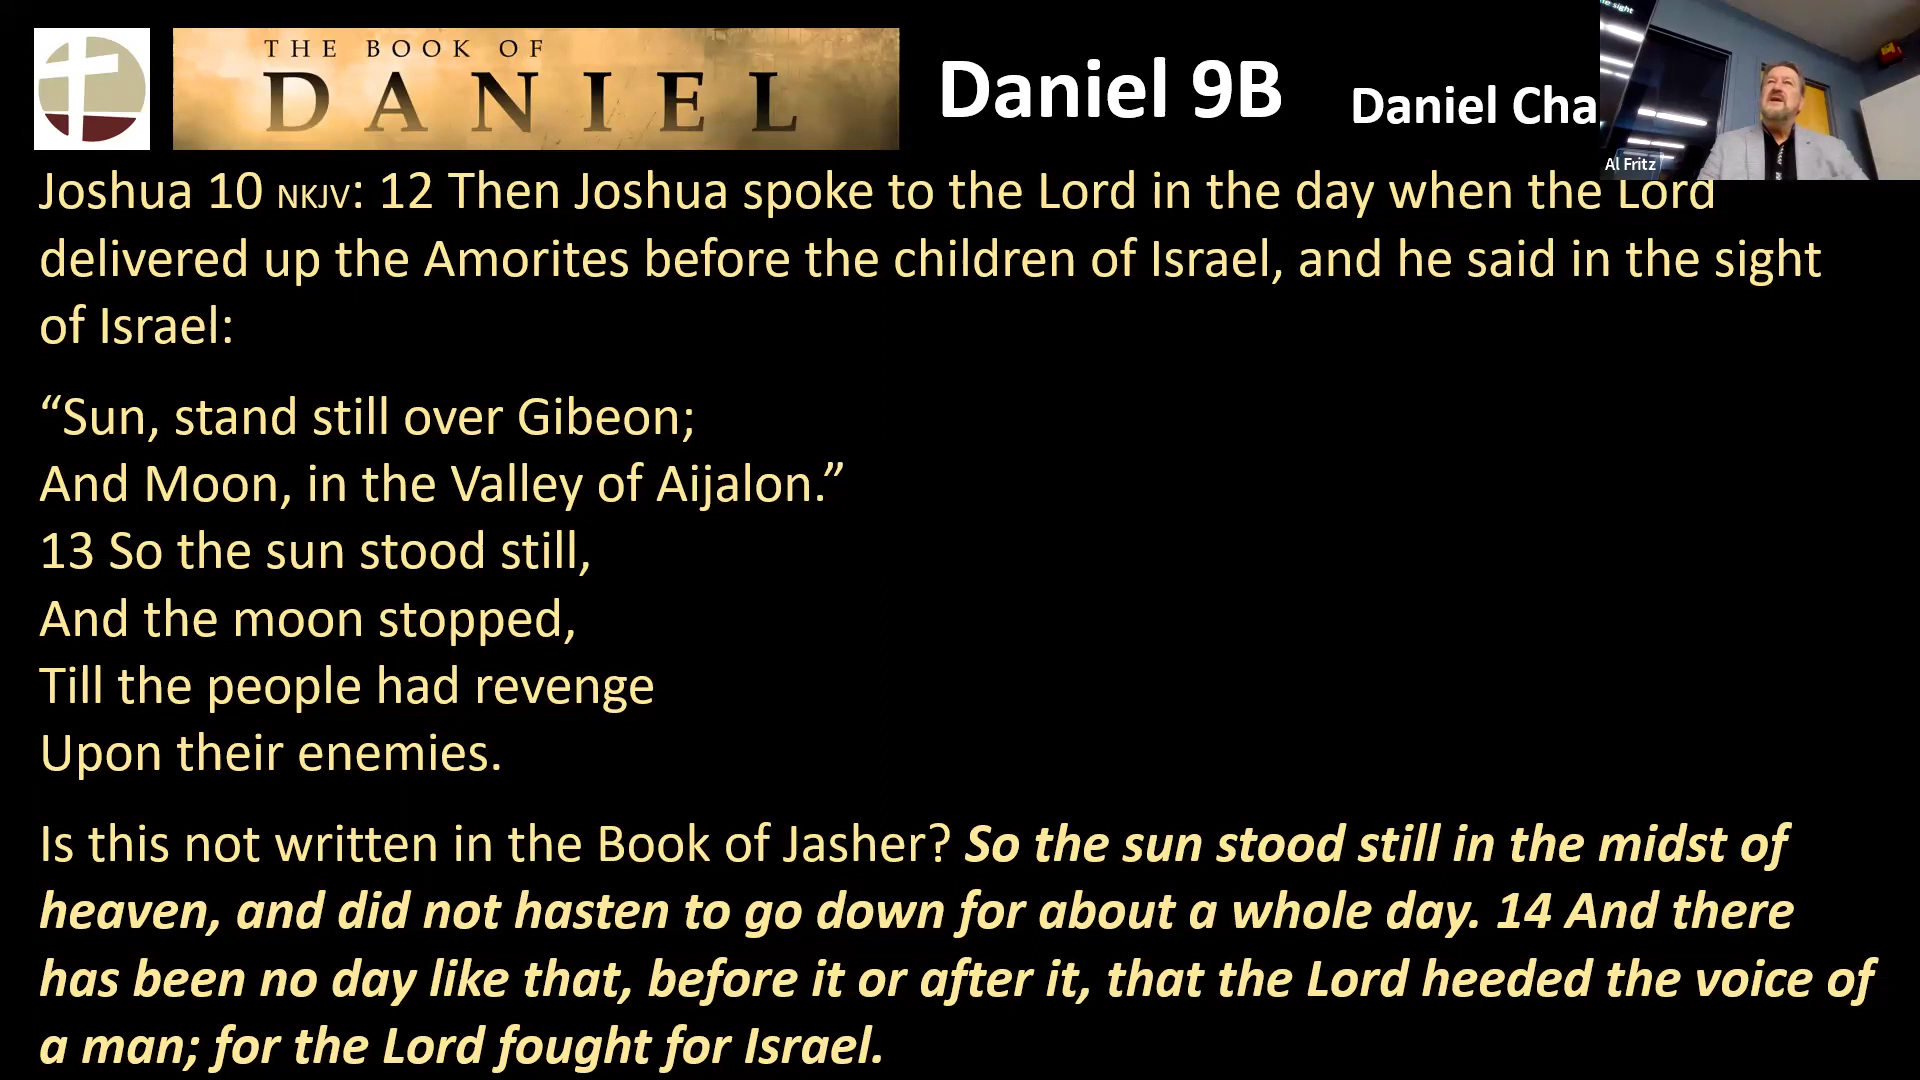 THE BOOK OF
DANIEL
Daniel 9B
Daniel Cha
he sight
Al Fritz
Joshua 10 NKJV: 12 Then Joshua spoke to the Lord in the day when the Lord
delivered up the Amorites before the children of Israel, and he said in the sight
of Israel:
“Sun, stand still over Gibeon;
And Moon, in the Valley of Aijalon.”
13 So the sun stood still,
And the moon stopped,
Till the people had revenge
Upon their enemies.
Is this not written in the Book of Jasher? So the sun stood still in the midst of
heaven, and did not hasten to go down for about a whole day. 14 And there
has been no day like that, before it or after it, that the Lord heeded the voice of
a man; for the Lord fought for Israel.